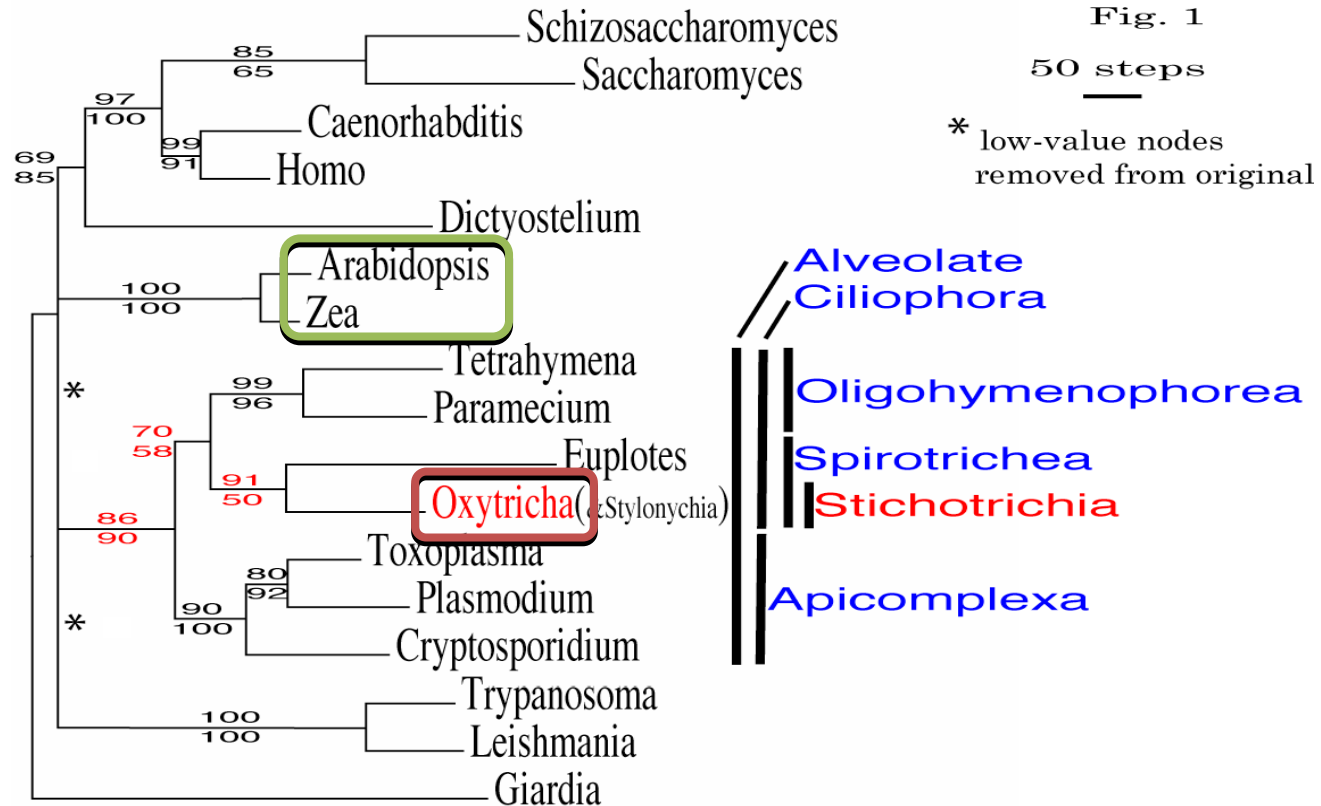 Fig. 1
50 steps
* low-value nodes
removed from original
Schizosaccharomyces
85
65
Saccharomyces
97
100
Caenorhabditis
99
91
Homo
69
85
Dictyostelium
Arabidopsis
100
100
Zea
Alveolate
Ciliophora
Tetrahymena
99
96
*
Paramecium
Oligohymenophorea
70
58
Euplotes
Spirotrichea
91
50
Oxytricha(&Stylonychia)
Stichotrichia
86
90
Toxoplasma
80
92
Plasmodium
Apicomplexa
90
100
*
Cryptosporidium
Trypanosoma
100
100
Leishmania
Giardia